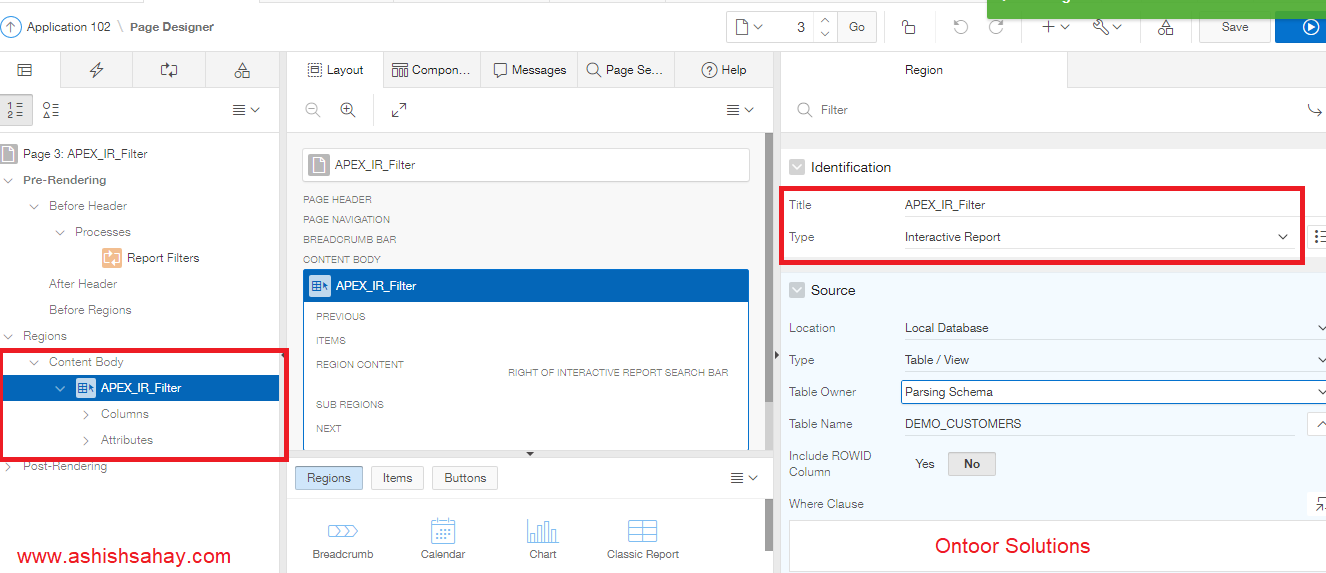 Application 102 \ Page Designer
3 Go Save
Layout Compon... Messages Page Se... Help
Region
Filter
Page 3: APEX_IR_Filter
Pre-Rendering
Before Header
Processes
Report Filters
After Header
Before Regions
Regions
Content Body
APEX_IR_Filter
Columns
Attributes
Post-Rendering
www.ashishsahay.com
APEX_IR_Filter
PAGE HEADER
PAGE NAVIGATION
BREADCRUMB BAR
CONTENT BODY
APEX_IR_Filter
PREVIOUS
ITEMS
REGION CONTENT
RIGHT OF INTERACTIVE REPORT SEARCH BAR
SUB REGIONS
NEXT
Regions Items Buttons
Breadcrumb Calendar Chart Classic Report
Identification
Title APEX_IR_Filter
Type Interactive Report
Source
Location Local Database
Type Table / View
Table Owner Parsing Schema
Table Name DEMO_CUSTOMERS
Include ROWID
Column
Yes No
Where Clause
Ontoor Solutions